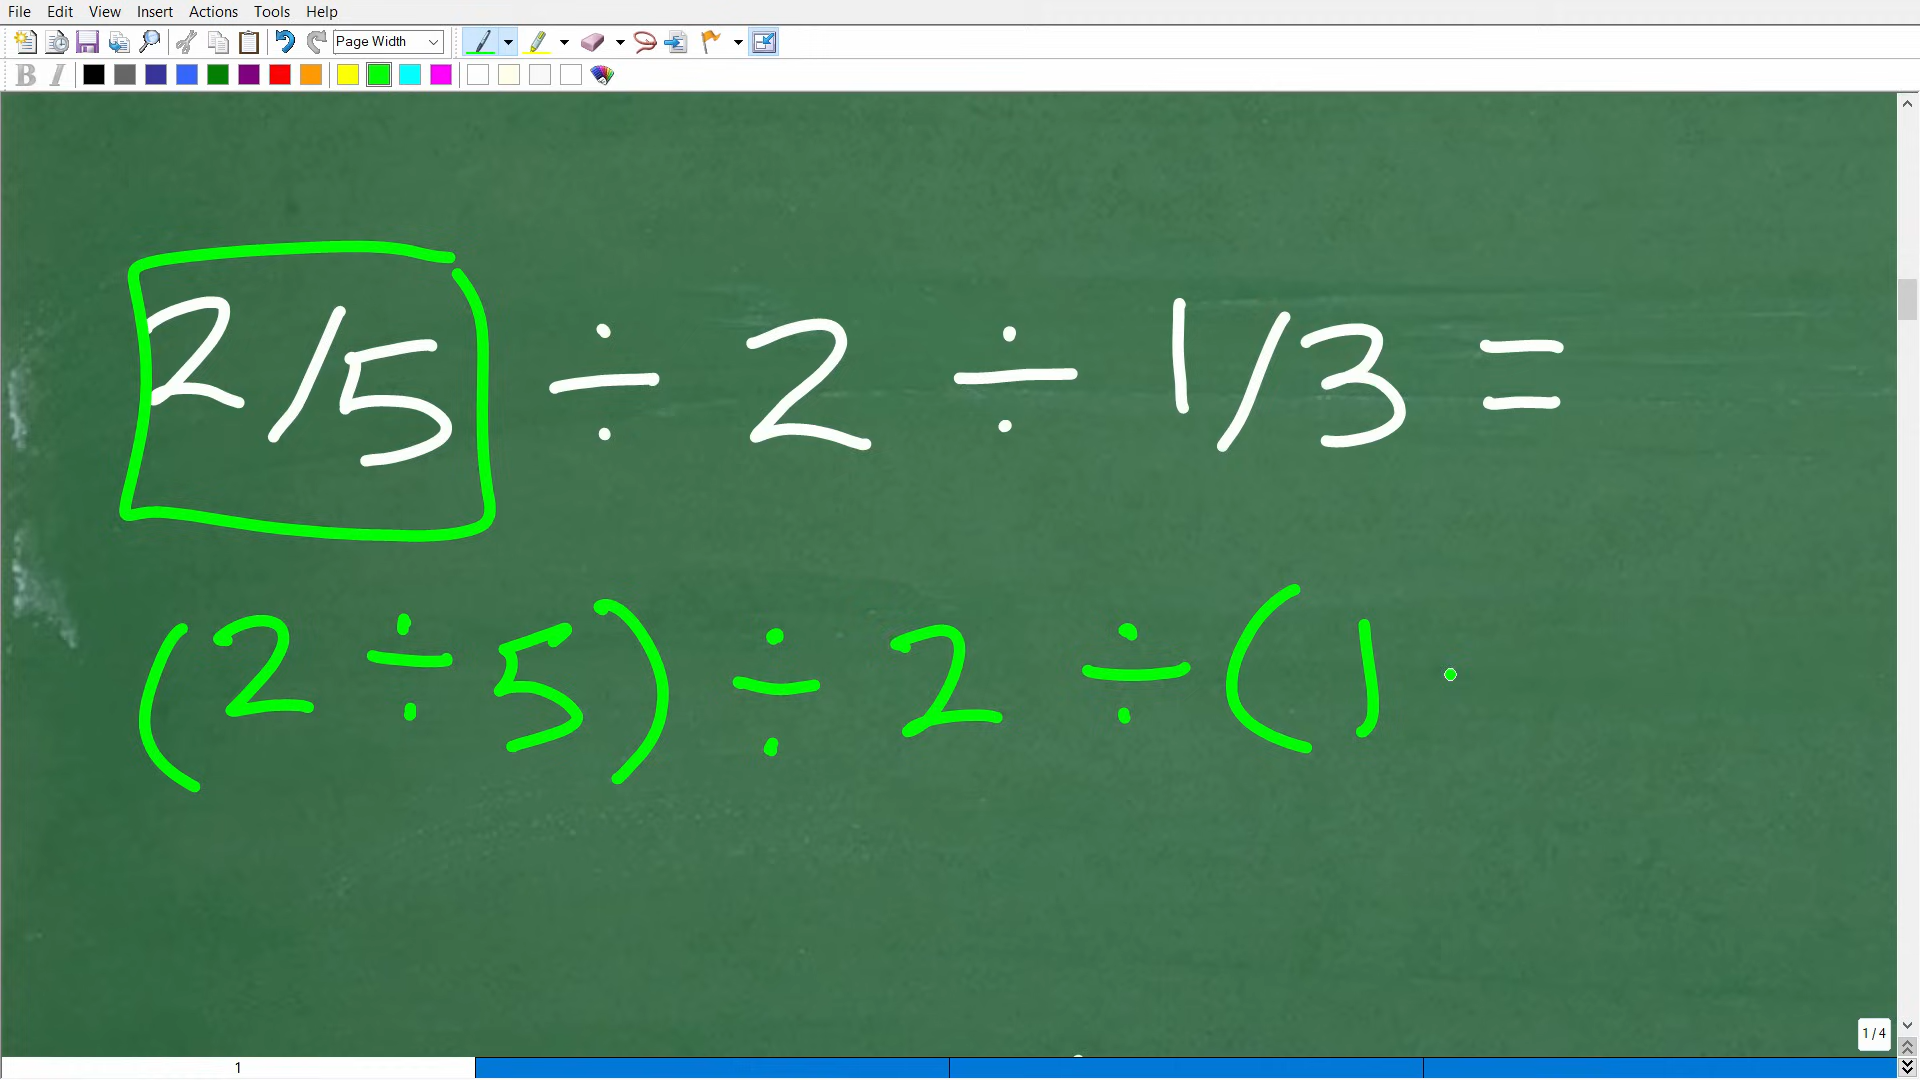 File Edit View Insert Actions Tools Help
Page Width
B I
2/5 ÷ 2 ÷ 1/3 =
(2 ÷ 5) ÷ 2 ÷ (1
1/4
1